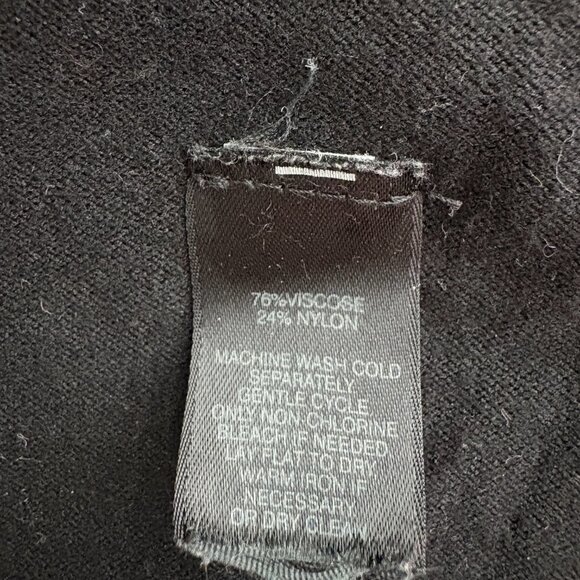 76%VISCOSE
24% NYLON
MACHINE WASH COLD
SEPARATELY
GENTLE CYCLE
ONLY NON-CHLORINE
BLEACH IF NEEDED
LAY FLAT TO DRY
WARM IRON IF
NECESSARY
OR DRY CLEAN